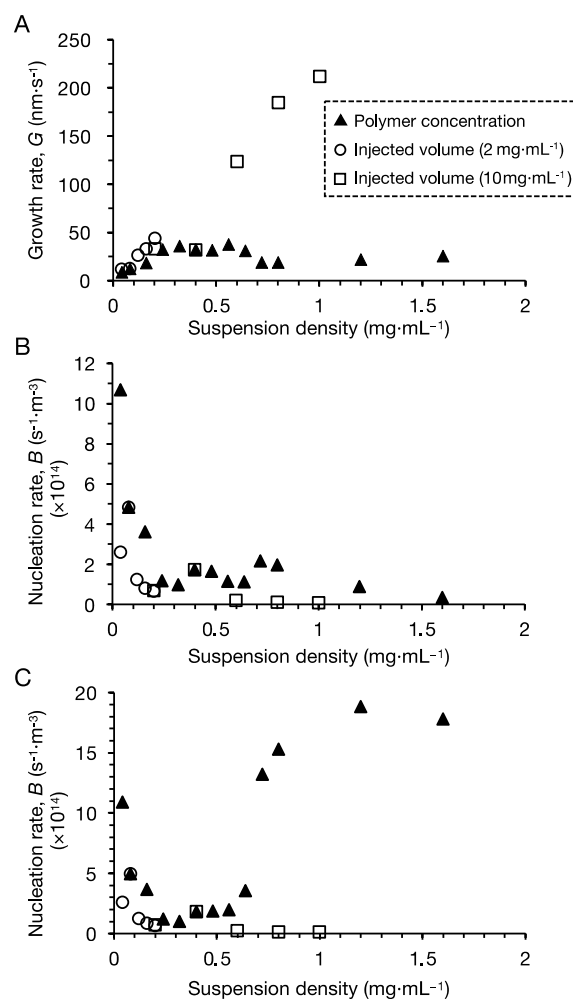 A
Growth rate, G (nm·s⁻¹)
250
200
150
100
50
0
▲ Polymer concentration
○ Injected volume (2 mg·mL⁻¹)
□ Injected volume (10mg·mL⁻¹)
0 0.5 1 1.5 2
Suspension density (mg·mL⁻¹)
B
Nucleation rate, B (s⁻¹·m⁻³)
(×10¹⁴)
12
10
8
6
4
2
0
0 0.5 1 1.5 2
Suspension density (mg·mL⁻¹)
C
Nucleation rate, B (s⁻¹·m⁻³)
(×10¹⁴)
20
15
10
5
0
0 0.5 1 1.5 2
Suspension density (mg·mL⁻¹)